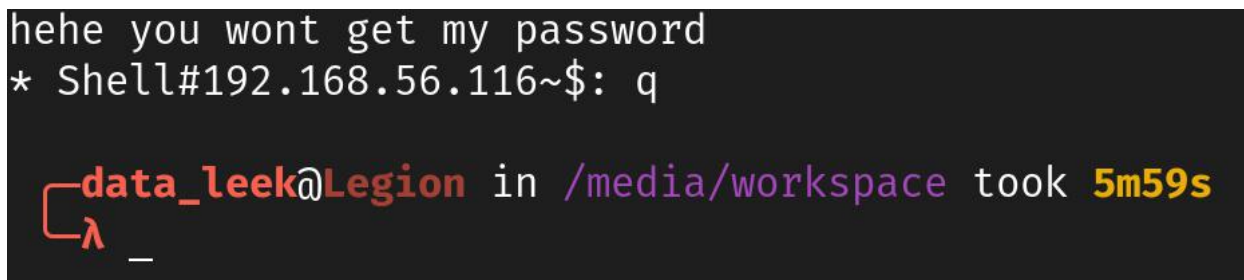 hehe you wont get my password
* Shell#192.168.56.116~$: q
data_leek@Legion in /media/workspace took 5m59s
λ _